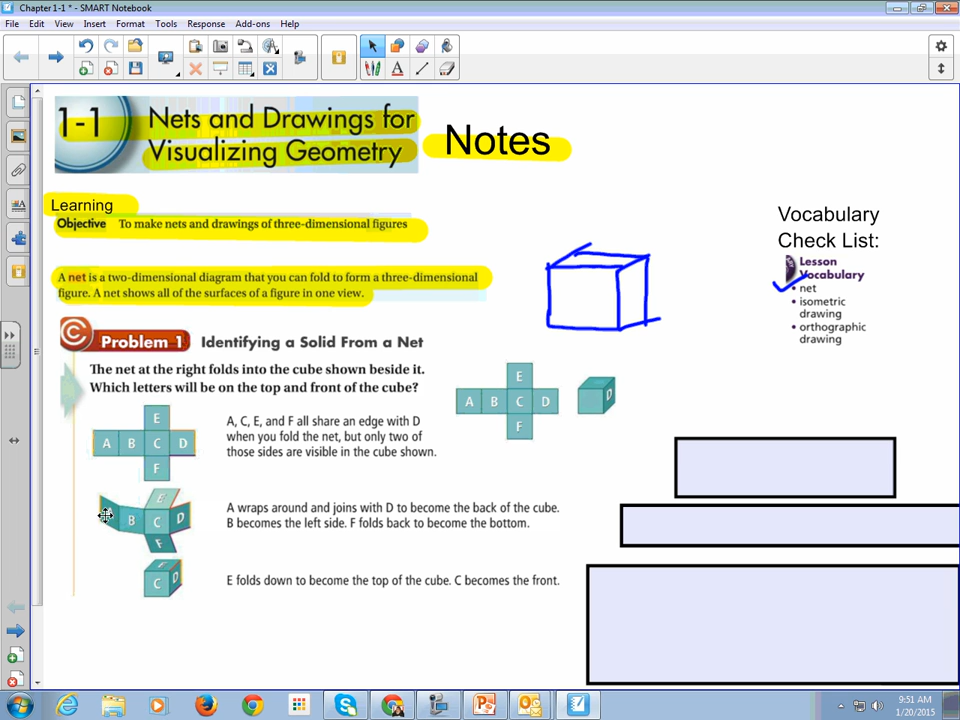 Chapter 1-1 * - SMART Notebook
File Edit View Insert Format Tools Response Add-ons Help
1-1 Nets and Drawings for
Visualizing Geometry
Notes
Learning
Objective To make nets and drawings of three-dimensional figures
A net is a two-dimensional diagram that you can fold to form a three-dimensional
figure. A net shows all of the surfaces of a figure in one view.
Vocabulary
Check List:
Lesson
Vocabulary
• net
• isometric
drawing
• orthographic
drawing
C Problem 1 Identifying a Solid From a Net
The net at the right folds into the cube shown beside it.
Which letters will be on the top and front of the cube?
E
A B C D
F
D
E
A B C D
F
A, C, E, and F all share an edge with D
when you fold the net, but only two of
those sides are visible in the cube shown.
E
B C D
F
A wraps around and joins with D to become the back of the cube.
B becomes the left side. F folds back to become the bottom.
C D
E folds down to become the top of the cube. C becomes the front.
9:51 AM
1/20/2015